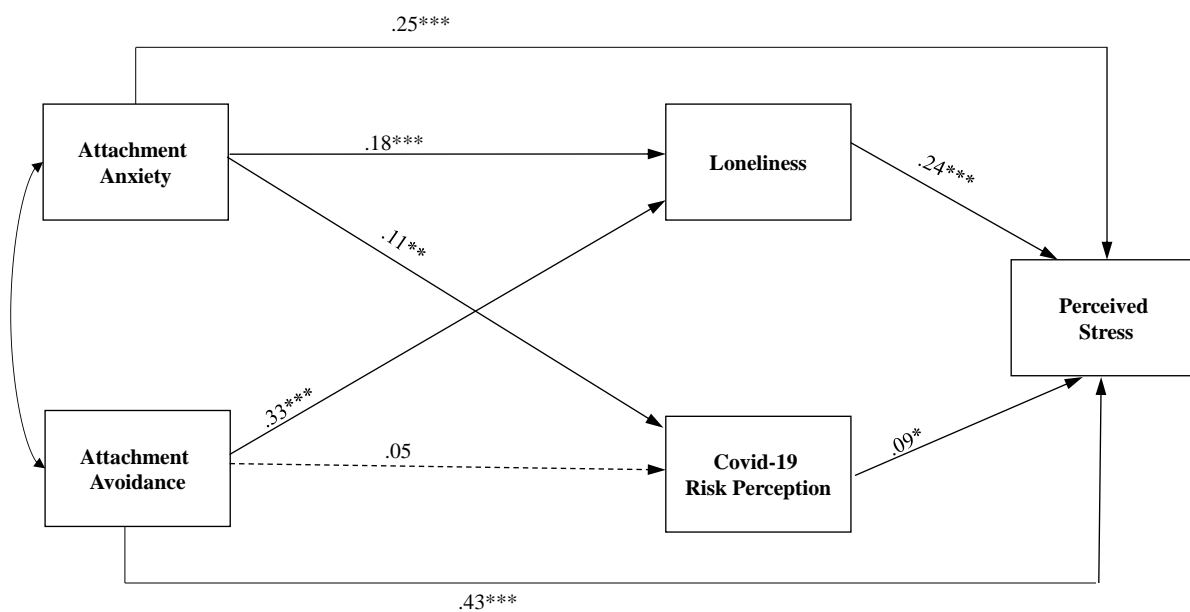 .25***
Attachment
Anxiety
.18***
Loneliness
.24***
.11**
Perceived
Stress
.33***
Attachment
Avoidance
.05
Covid-19
Risk Perception
.09*
.43***